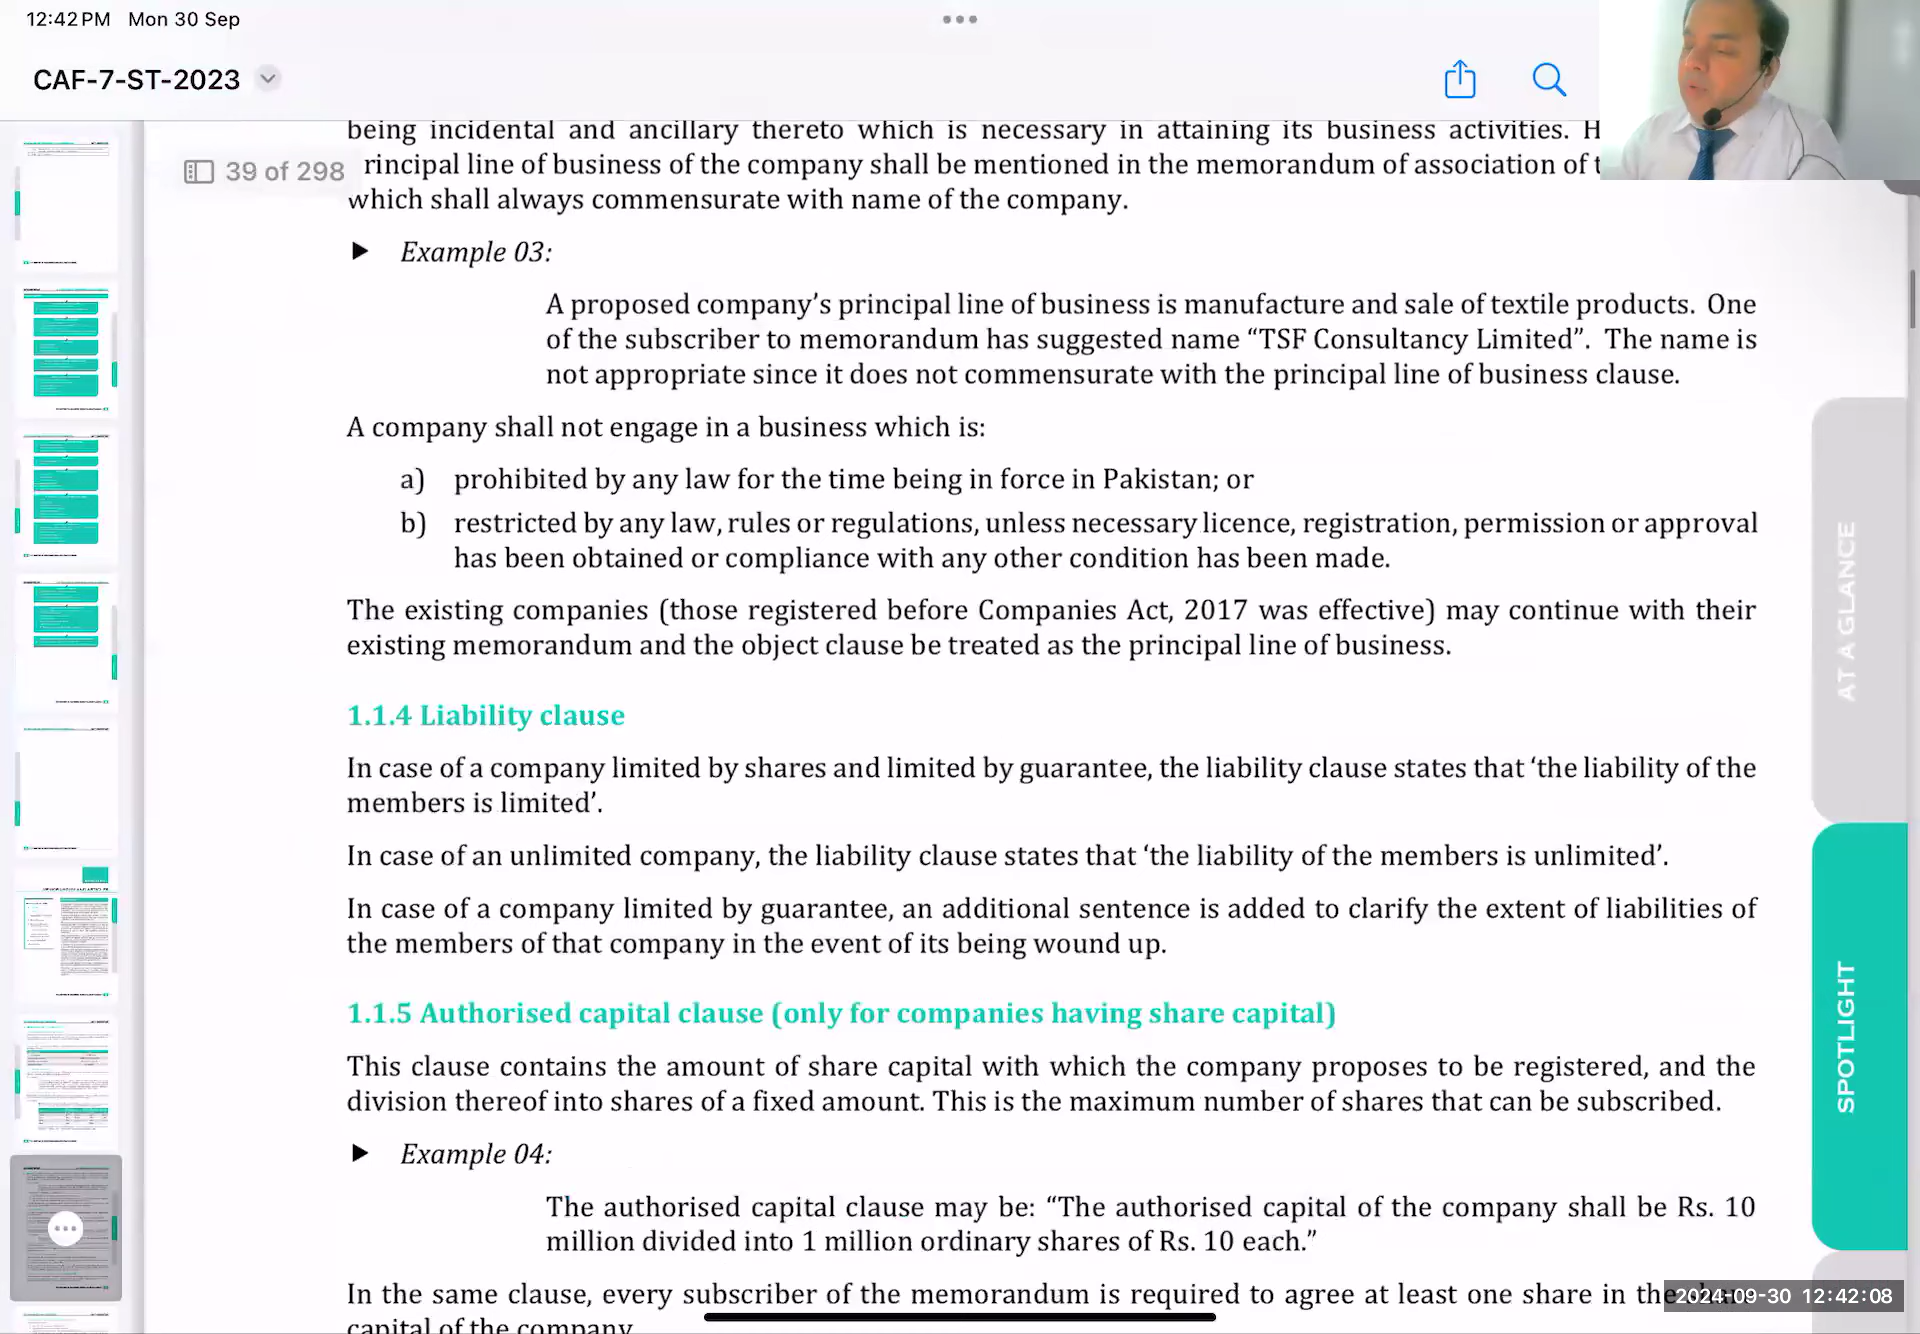 12:42 PM Mon 30 Sep
CAF-7-ST-2023
39 of 298
being incidental and ancillary thereto which is necessary in attaining its business activities. H
rincipal line of business of the company shall be mentioned in the memorandum of association of t
which shall always commensurate with name of the company.
Example 03:
A proposed company’s principal line of business is manufacture and sale of textile products. One
of the subscriber to memorandum has suggested name “TSF Consultancy Limited”. The name is
not appropriate since it does not commensurate with the principal line of business clause.
A company shall not engage in a business which is:
a) prohibited by any law for the time being in force in Pakistan; or
b) restricted by any law, rules or regulations, unless necessary licence, registration, permission or approval
has been obtained or compliance with any other condition has been made.
The existing companies (those registered before Companies Act, 2017 was effective) may continue with their
existing memorandum and the object clause be treated as the principal line of business.
1.1.4 Liability clause
In case of a company limited by shares and limited by guarantee, the liability clause states that ‘the liability of the
members is limited’.
In case of an unlimited company, the liability clause states that ‘the liability of the members is unlimited’.
In case of a company limited by guarantee, an additional sentence is added to clarify the extent of liabilities of
the members of that company in the event of its being wound up.
1.1.5 Authorised capital clause (only for companies having share capital)
This clause contains the amount of share capital with which the company proposes to be registered, and the
division thereof into shares of a fixed amount. This is the maximum number of shares that can be subscribed.
Example 04:
The authorised capital clause may be: “The authorised capital of the company shall be Rs. 10
million divided into 1 million ordinary shares of Rs. 10 each.”
In the same clause, every subscriber of the memorandum is required to agree at least one share in the
capital of the company
AT A GLANCE
SPOTLIGHT
2024-09-30 12:42:08